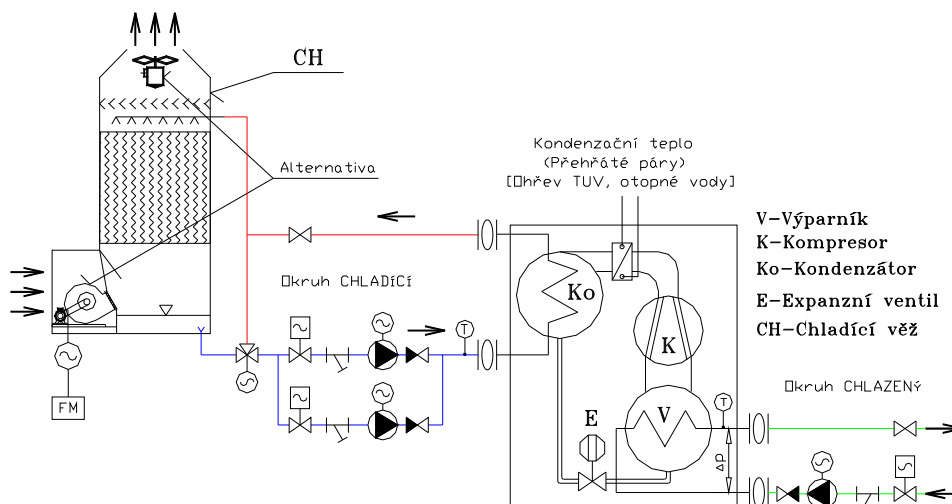 CH
Kondenzační teplo
(Přehřáté páry)
[Ohřev TUV, otopné vody]
Alternativa
V-Výparník
K-Kompresor
Ko-Kondenzátor
E-Expanzní ventil
CH-Chladící věž
Okruh CHLADÍCÍ
Ko
T
K
Okruh CHLAZENÝ
FM
E
V
T
Δp